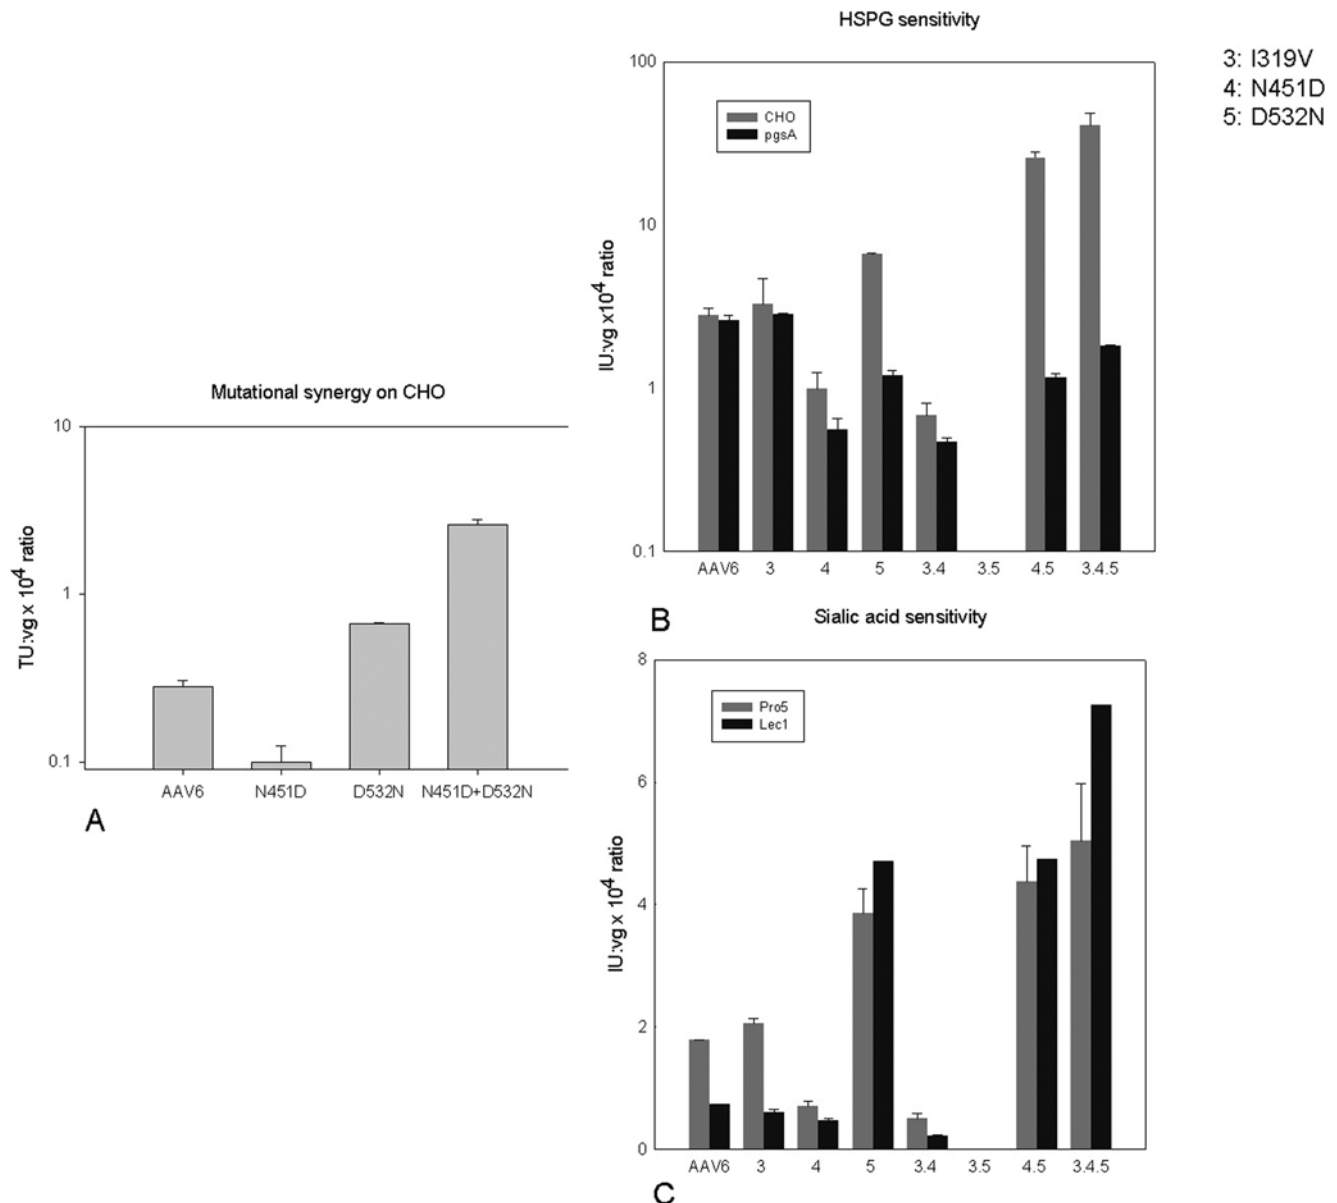 HSPG sensitivity
3: I319V
4: N451D
5: D532N
100
10
1
0.1
IU:vg x10⁴ ratio
CHO
pgsA
AAV6 3 4 5 3.4 3.5 4.5 3.4.5
B
Mutational synergy on CHO
10
1
0.1
TU:vg x 10⁴ ratio
AAV6 N451D D532N N451D+D532N
A
Sialic acid sensitivity
8
6
4
2
0
IU:vg x 10⁴ ratio
Pro5
Lec1
AAV6 3 4 5 3.4 3.5 4.5 3.4.5
C